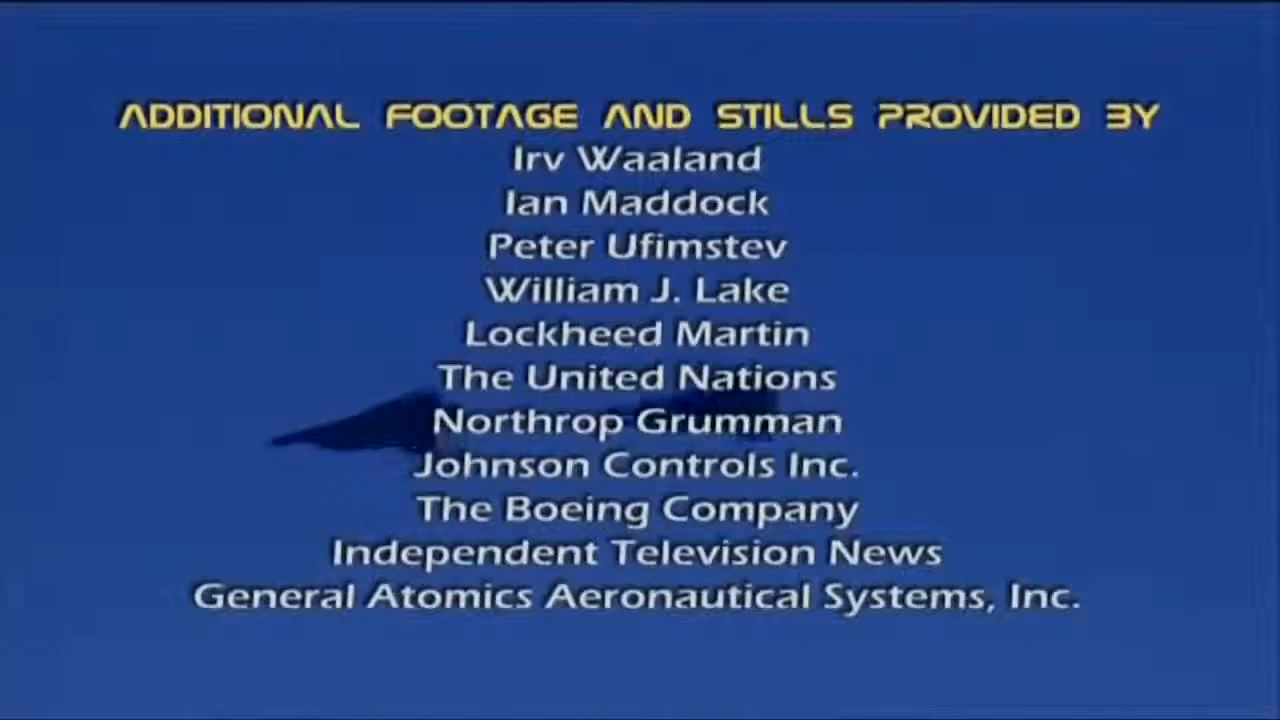 ADDITIONAL FOOTAGE AND STILLS PROVIDED BY
Irv Waaland
Ian Maddock
Peter Ufimstev
William J. Lake
Lockheed Martin
The United Nations
Northrop Grumman
Johnson Controls Inc.
The Boeing Company
Independent Television News
General Atomics Aeronautical Systems, Inc.